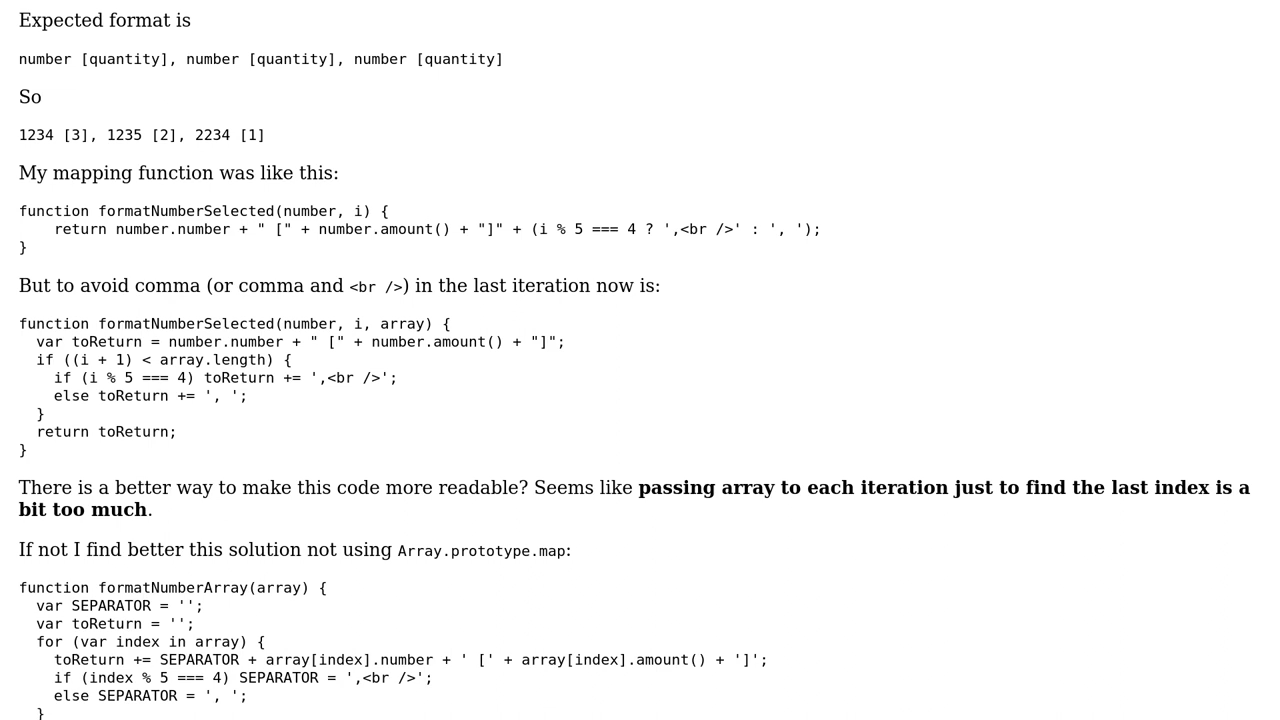 Expected format is
number [quantity], number [quantity], number [quantity]
So
1234 [3], 1235 [2], 2234 [1]
My mapping function was like this:
function formatNumberSelected(number, i) {
    return number.number + " [" + number.amount() + "]" + (i % 5 === 4 ? ',<br />' : ', ');
}
But to avoid comma (or comma and <br />) in the last iteration now is:
function formatNumberSelected(number, i, array) {
  var toReturn = number.number + " [" + number.amount() + "]";
  if ((i + 1) < array.length) {
    if (i % 5 === 4) toReturn += ',<br />';
    else toReturn += ', ';
  }
  return toReturn;
}
There is a better way to make this code more readable? Seems like passing array to each iteration just to find the last index is a
bit too much.
If not I find better this solution not using Array.prototype.map:
function formatNumberArray(array) {
  var SEPARATOR = '';
  var toReturn = '';
  for (var index in array) {
    toReturn += SEPARATOR + array[index].number + ' [' + array[index].amount() + ']';
    if (index % 5 === 4) SEPARATOR = ',<br />';
    else SEPARATOR = ', ';
  }